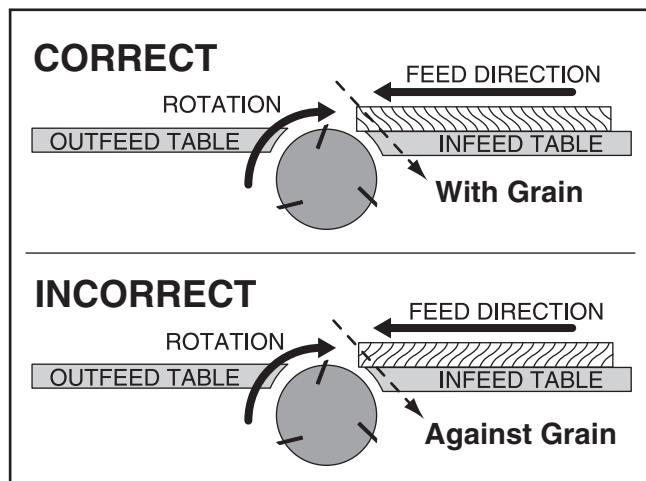 CORRECT
FEED DIRECTION
ROTATION
OUTFEED TABLE
INFEED TABLE
With Grain
INCORRECT
FEED DIRECTION
ROTATION
OUTFEED TABLE
INFEED TABLE
Against Grain